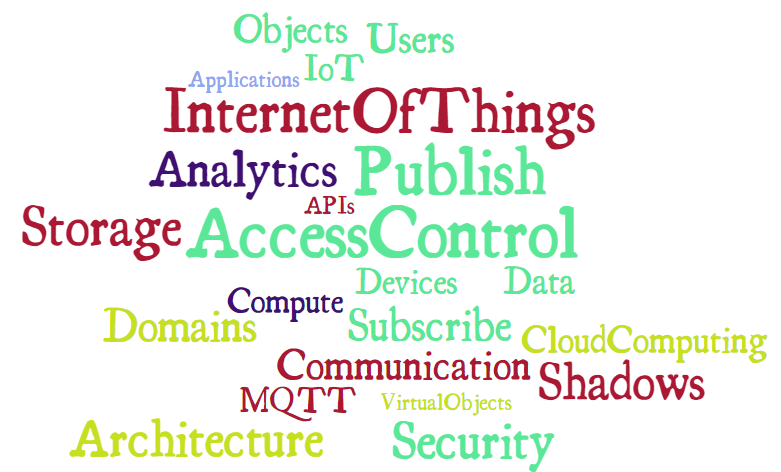 Objects Users
IoT
Applications
InternetOfThings
Analytics Publish
APIs
Storage AccessControl
Devices Data
Compute
Domains Subscribe CloudComputing
Communication Shadows
MQTT VirtualObjects
Architecture Security